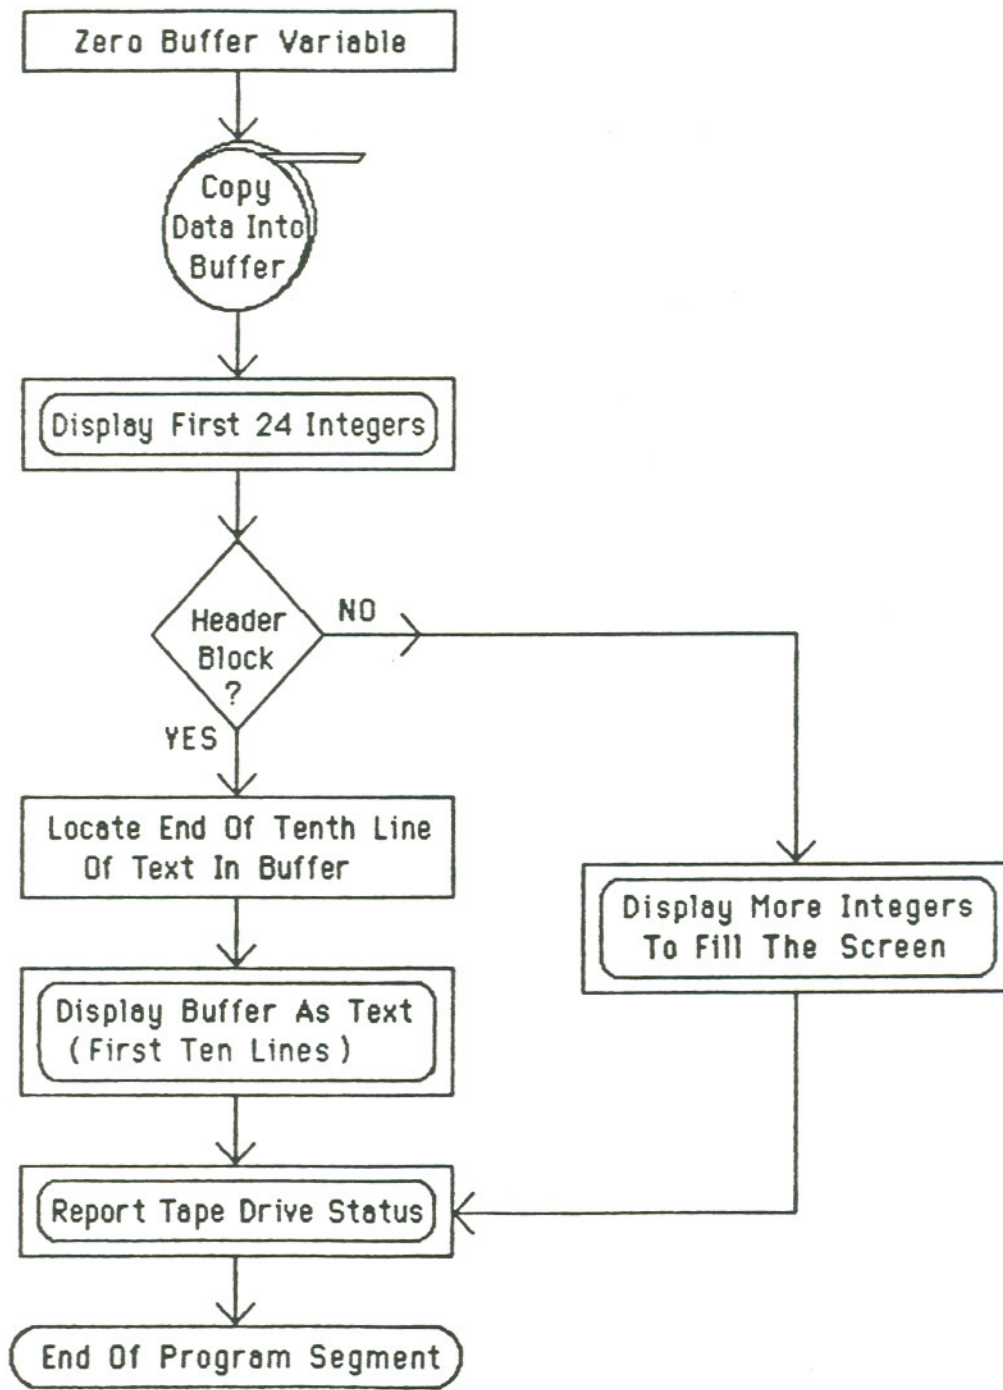 Zero Buffer Variable
Copy
Data Into
Buffer
Display First 24 Integers
Header
Block
?
NO
YES
Locate End Of Tenth Line
Of Text In Buffer
Display More Integers
To Fill The Screen
Display Buffer As Text
(First Ten Lines)
Report Tape Drive Status
End Of Program Segment